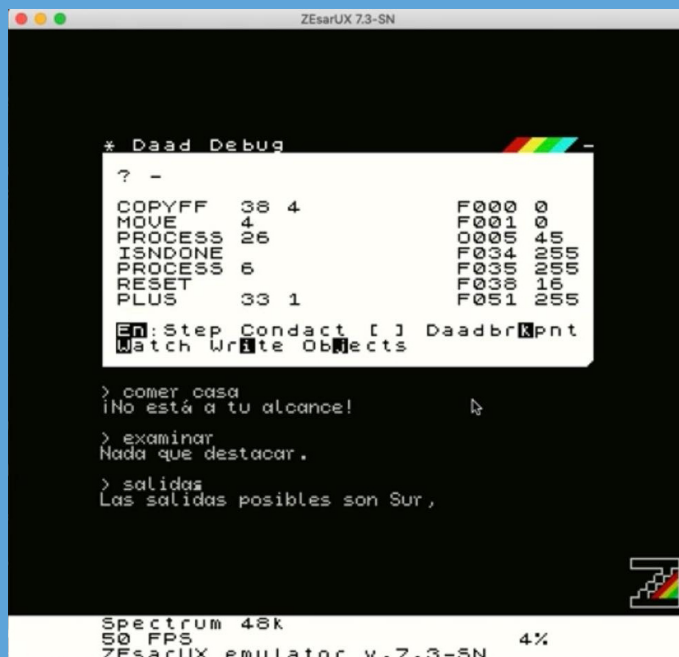 ZEsarUX 7.3-SN
* Daad Debug -
? -
COPYFF 38 4 F000 0
MOVE 4 F001 0
PROCESS 26 O005 45
ISNDONE F034 255
PROCESS 6 F035 255
RESET F038 16
PLUS 33 1 F051 255
En:Step Condact [ ] Daadbrkpnt
Watch Write Objects
> comer casa
¡No está a tu alcance!
> examinar
Nada que destacar.
> salidas
Las salidas posibles son Sur,
Spectrum 48k
50 FPS 4%
ZEsarUX emulator v.7.3-SN